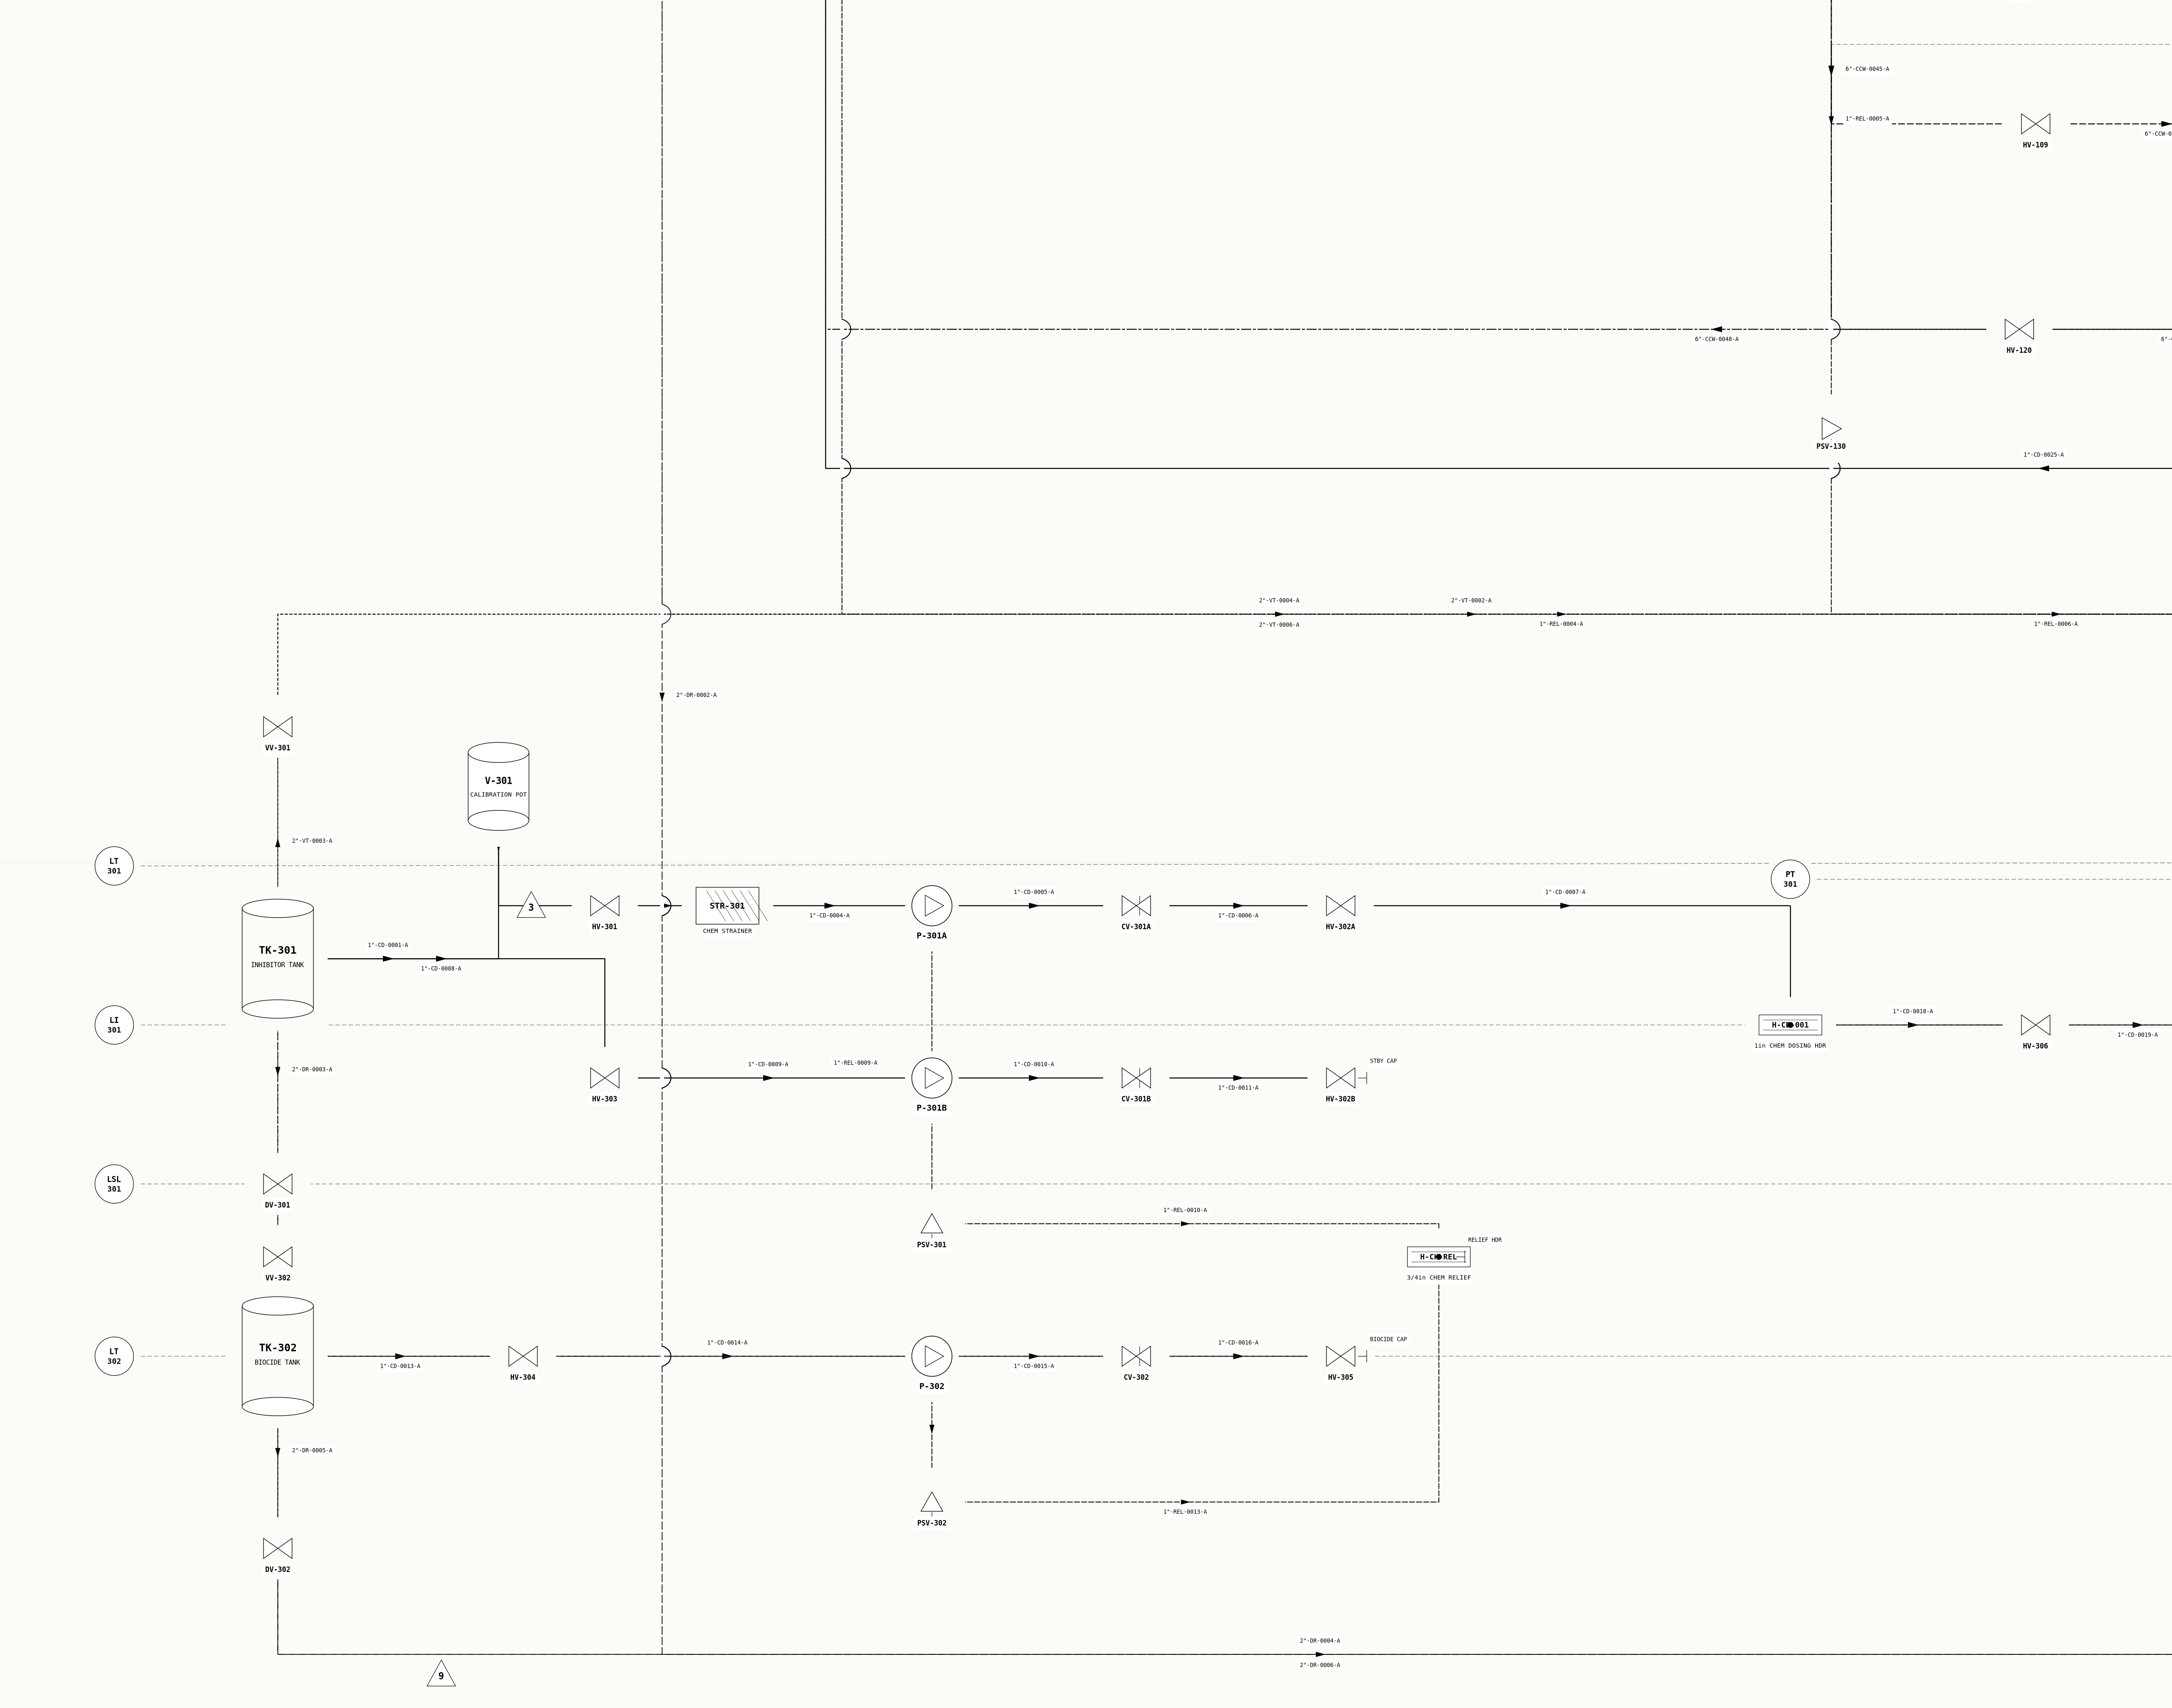 6"-CCW-0045-A
1"-REL-0005-A
6"-CCW-0
HV-109
6"-CCW-0048-A
HV-120
PSV-130
1"-CD-0025-A
2"-VT-0004-A
2"-VT-0002-A
2"-VT-0006-A
1"-REL-0004-A
1"-REL-0006-A
2"-DR-0002-A
VV-301
V-301
CALIBRATION POT
2"-VT-0003-A
LT
301
PT
301
3
HV-301
STR-301
CHEM STRAINER
1"-CD-0004-A
P-301A
1"-CD-0005-A
CV-301A
1"-CD-0006-A
HV-302A
1"-CD-0007-A
TK-301
INHIBITOR TANK
1"-CD-0001-A
1"-CD-0008-A
LI
301
1in CHEM DOSING HDR
1"-CD-0018-A
HV-306
1"-CD-0019-A
2"-DR-0003-A
HV-303
1"-CD-0009-A
1"-REL-0009-A
P-301B
1"-CD-0010-A
CV-301B
1"-CD-0011-A
HV-302B
STBY CAP
LSL
301
DV-301
VV-302
PSV-301
1"-REL-0010-A
RELIEF HDR
3/4in CHEM RELIEF
LT
302
TK-302
BIOCIDE TANK
1"-CD-0013-A
HV-304
1"-CD-0014-A
P-302
1"-CD-0015-A
CV-302
1"-CD-0016-A
HV-305
BIOCIDE CAP
2"-DR-0005-A
PSV-302
1"-REL-0013-A
DV-302
9
2"-DR-0004-A
2"-DR-0006-A